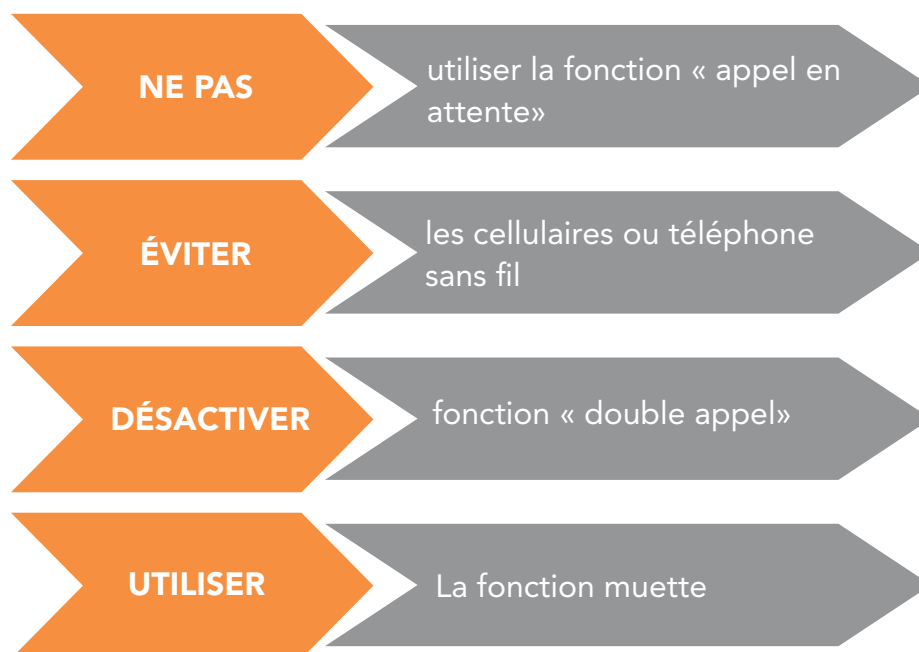 NE PAS
utiliser la fonction « appel en
attente»
ÉVITER
les cellulaires ou téléphone
sans fil
DÉSACTIVER
fonction « double appel»
UTILISER
La fonction muette